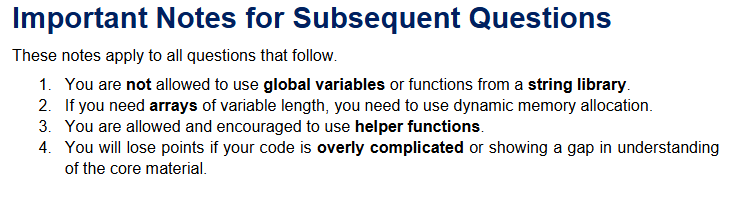 Important Notes for Subsequent Questions
These notes apply to all questions that follow.
1. You are not allowed to use global variables or functions from a string library.
2. If you need arrays of variable length, you need to use dynamic memory allocation.
3. You are allowed and encouraged to use helper functions.
4. You will lose points if your code is overly complicated or showing a gap in understanding
of the core material.